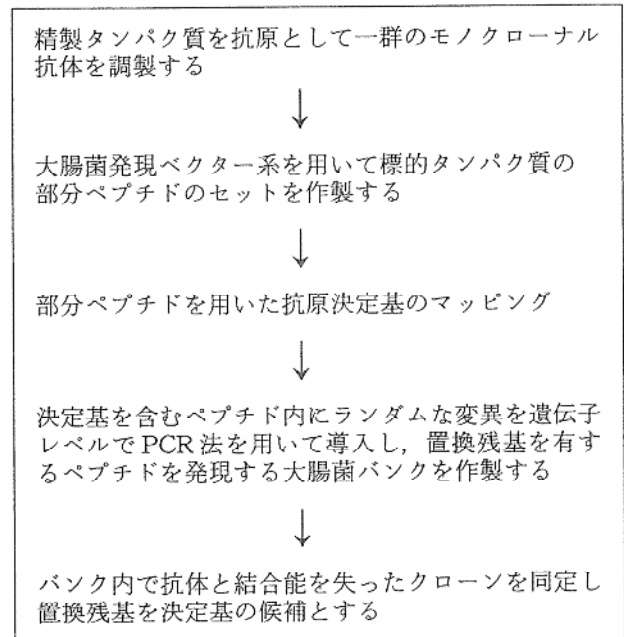 精製タンパク質を抗原として一群のモノクローナル
抗体を調製する
↓
大腸菌発現ベクター系を用いて標的タンパク質の
部分ペプチドのセットを作製する
↓
部分ペプチドを用いた抗原決定基のマッピング
↓
決定基を含むペプチド内にランダムな変異を遺伝子
レベルでPCR法を用いて導入し，置換残基を有す
るペプチドを発現する大腸菌バンクを作製する
↓
バンク内で抗体と結合能を失ったクローンを同定し
置換残基を決定基の候補とする